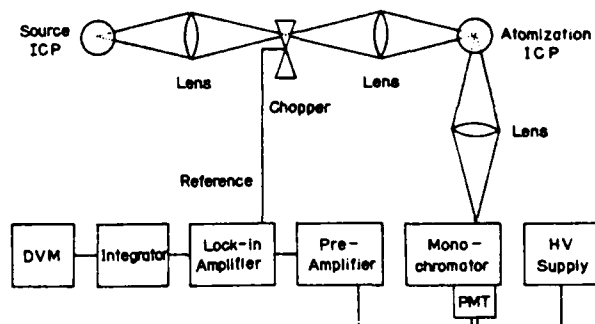 Source
ICP
Lens
Chopper
Lens
Atomization
ICP
Lens
Reference
DVM
Integrator
Lock-in
Amplifier
Pre-
Amplifier
Mono-
chromator
HV
Supply
PMT